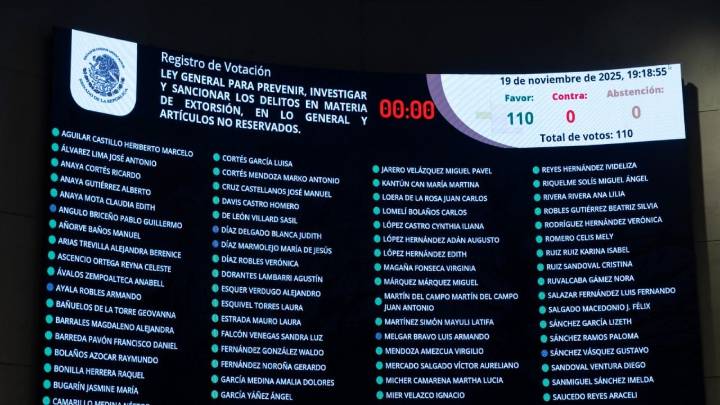 Registro de Votación
LEY GENERAL PARA PREVENIR, INVESTIGAR
Y SANCIONAR LOS DELITOS EN MATERIA
DE EXTORSIÓN, EN LO GENERAL Y
ARTÍCULOS NO RESERVADOS.
00:00
19 de noviembre de 2025, 19:18:55
Favor: Contra: Abstención:
110 0 0
Total de votos: 110
AGUILAR CASTILLO HERIBERTO MARCELO
ÁLVAREZ LIMA JOSÉ ANTONIO
ANAYA CORTÉS RICARDO
ANAYA GUTIÉRREZ ALBERTO
ANAYA MOTA CLAUDIA EDITH
ANGULO BRICEÑO PABLO GUILLERMO
AÑORVE BAÑOS MANUEL
ARIAS TREVILLA ALEJANDRA BERENICE
ASCENCIO ORTEGA REYNA CELESTE
ÁVALOS ZEMPOALTECA ANABELL
AYALA ROBLES ARMANDO
BAÑUELOS DE LA TORRE GEOVANNA
BARRALES MAGDALENO ALEJANDRA
BARREDA PAVÓN FRANCISCO DANIEL
BOLAÑOS AZOCAR RAYMUNDO
BONILLA HERRERA RAQUEL
BUGARÍN JASMINE MARÍA
CAMARILLO MEDINA NÉSTOR
CORTÉS GARCÍA LUISA
CORTÉS MENDOZA MARKO ANTONIO
CRUZ CASTELLANOS JOSÉ MANUEL
DAVIS CASTRO HOMERO
DE LEÓN VILLARD SASIL
DÍAZ DELGADO BLANCA JUDITH
DÍAZ MARMOLEJO MARÍA DE JESÚS
DÍAZ ROBLES VERÓNICA
DORANTES LAMBARRI AGUSTÍN
ESQUER VERDUGO ALEJANDRO
ESQUIVEL TORRES LAURA
ESTRADA MAURO LAURA
FALCÓN VENEGAS SANDRA LUZ
FERNÁNDEZ GONZÁLEZ WALDO
FERNÁNDEZ NOROÑA GERARDO
GARCÍA MEDINA AMALIA DOLORES
GARCÍA YÁÑEZ ÁNGEL
JARERO VELÁZQUEZ MIGUEL PAVEL
KANTÚN CAN MARÍA MARTINA
LOERA DE LA ROSA JUAN CARLOS
LOMELÍ BOLAÑOS CARLOS
LÓPEZ CASTRO CYNTHIA ILIANA
LÓPEZ HERNÁNDEZ ADÁN AUGUSTO
LÓPEZ HERNÁNDEZ EDITH
MAGAÑA FONSECA VIRGINIA
MÁRQUEZ MÁRQUEZ MIGUEL
MARTÍN DEL CAMPO MARTÍN DEL CAMPO
JUAN ANTONIO
MARTÍNEZ SIMÓN MAYULI LATIFA
MELGAR BRAVO LUIS ARMANDO
MENDOZA AMEZCUA VIRGILIO
MERCADO SALGADO VÍCTOR AURELIANO
MICHER CAMARENA MARTHA LUCIA
MIER VELAZCO IGNACIO
REYES HERNÁNDEZ IVIDELIZA
RIQUELME SOLÍS MIGUEL ÁNGEL
RIVERA RIVERA ANA LILIA
ROBLES GUTIÉRREZ BEATRIZ SILVIA
RODRÍGUEZ HERNÁNDEZ VERÓNICA
ROMERO CELIS MELY
RUIZ RUIZ KARINA ISABEL
RUIZ SANDOVAL CRISTINA
RUVALCABA GÁMEZ NORA
SALAZAR FERNÁNDEZ LUIS FERNANDO
SALGADO MACEDONIO J. FÉLIX
SÁNCHEZ GARCÍA LIZETH
SÁNCHEZ RAMOS PALOMA
SÁNCHEZ VÁSQUEZ GUSTAVO
SANDOVAL VENTURA DIEGO
SANMIGUEL SÁNCHEZ IMELDA
SAUCEDO REYES ARACELI